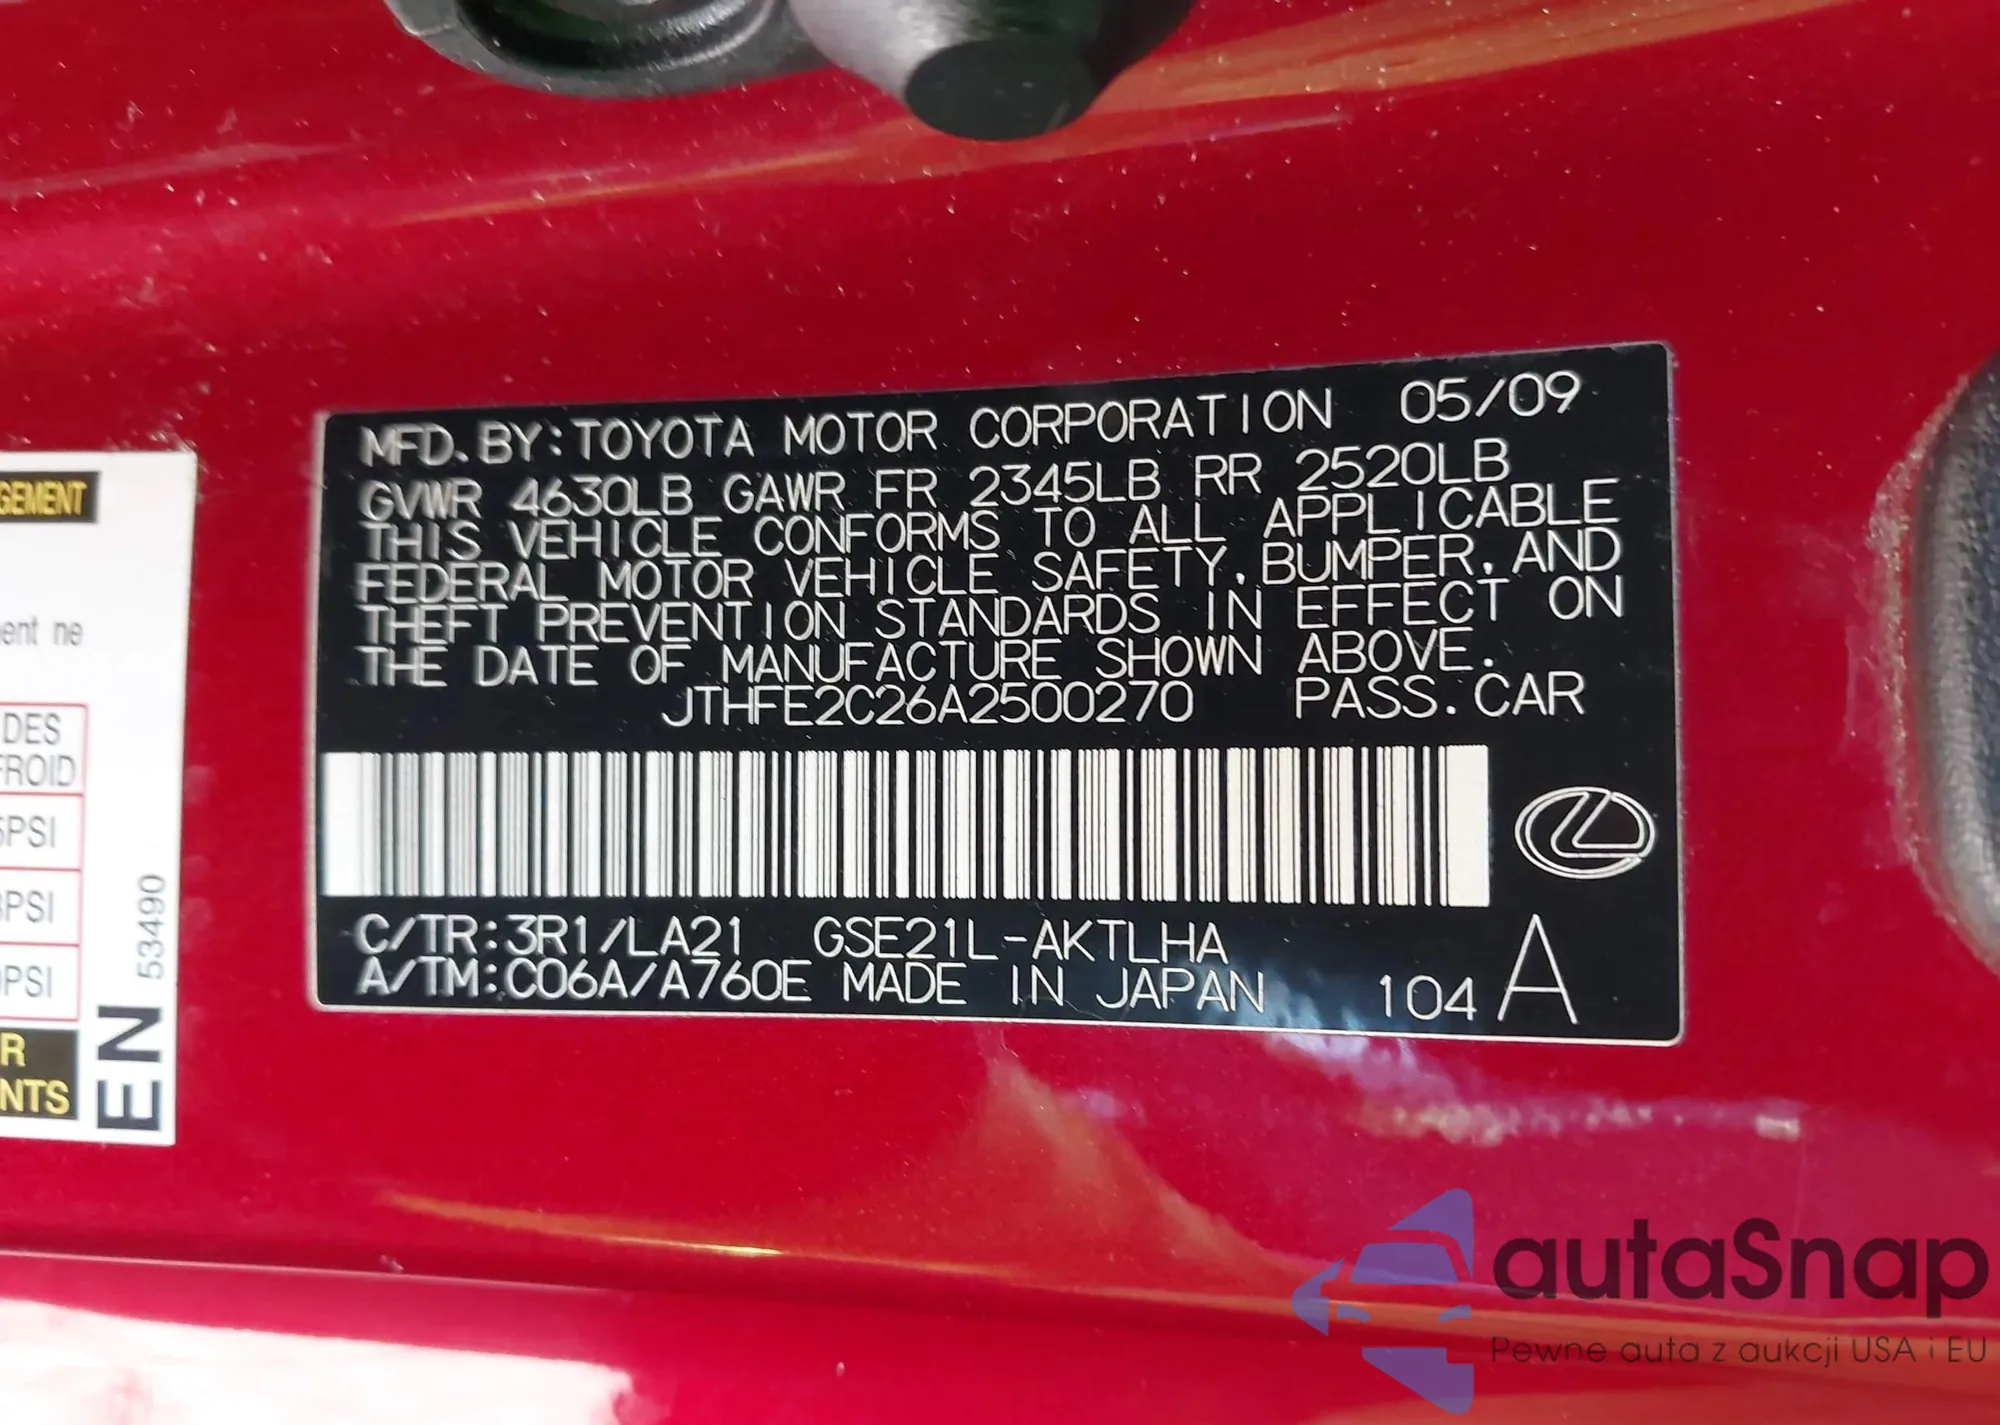 MFD. BY: TOYOTA MOTOR CORPORATION 05/09
GVWR 4630LB GAWR FR 2345LB RR 2520LB
THIS VEHICLE CONFORMS TO ALL APPLICABLE
FEDERAL MOTOR VEHICLE SAFETY, BUMPER, AND
THEFT PREVENTION STANDARDS IN EFFECT ON
THE DATE OF MANUFACTURE SHOWN ABOVE.
JTHFE2C26A2500270 PASS. CAR
C/TR: 3R1/LA21 GSE21L-AKTLHA
A/TM: C06A/A760E MADE IN JAPAN 104 A
GEMENT
ent ne
DES
FROID
5PSI
PSI
PSI
R
NTS
EN 53490
autaSnap
Pewne auta z aukcji USA i EU